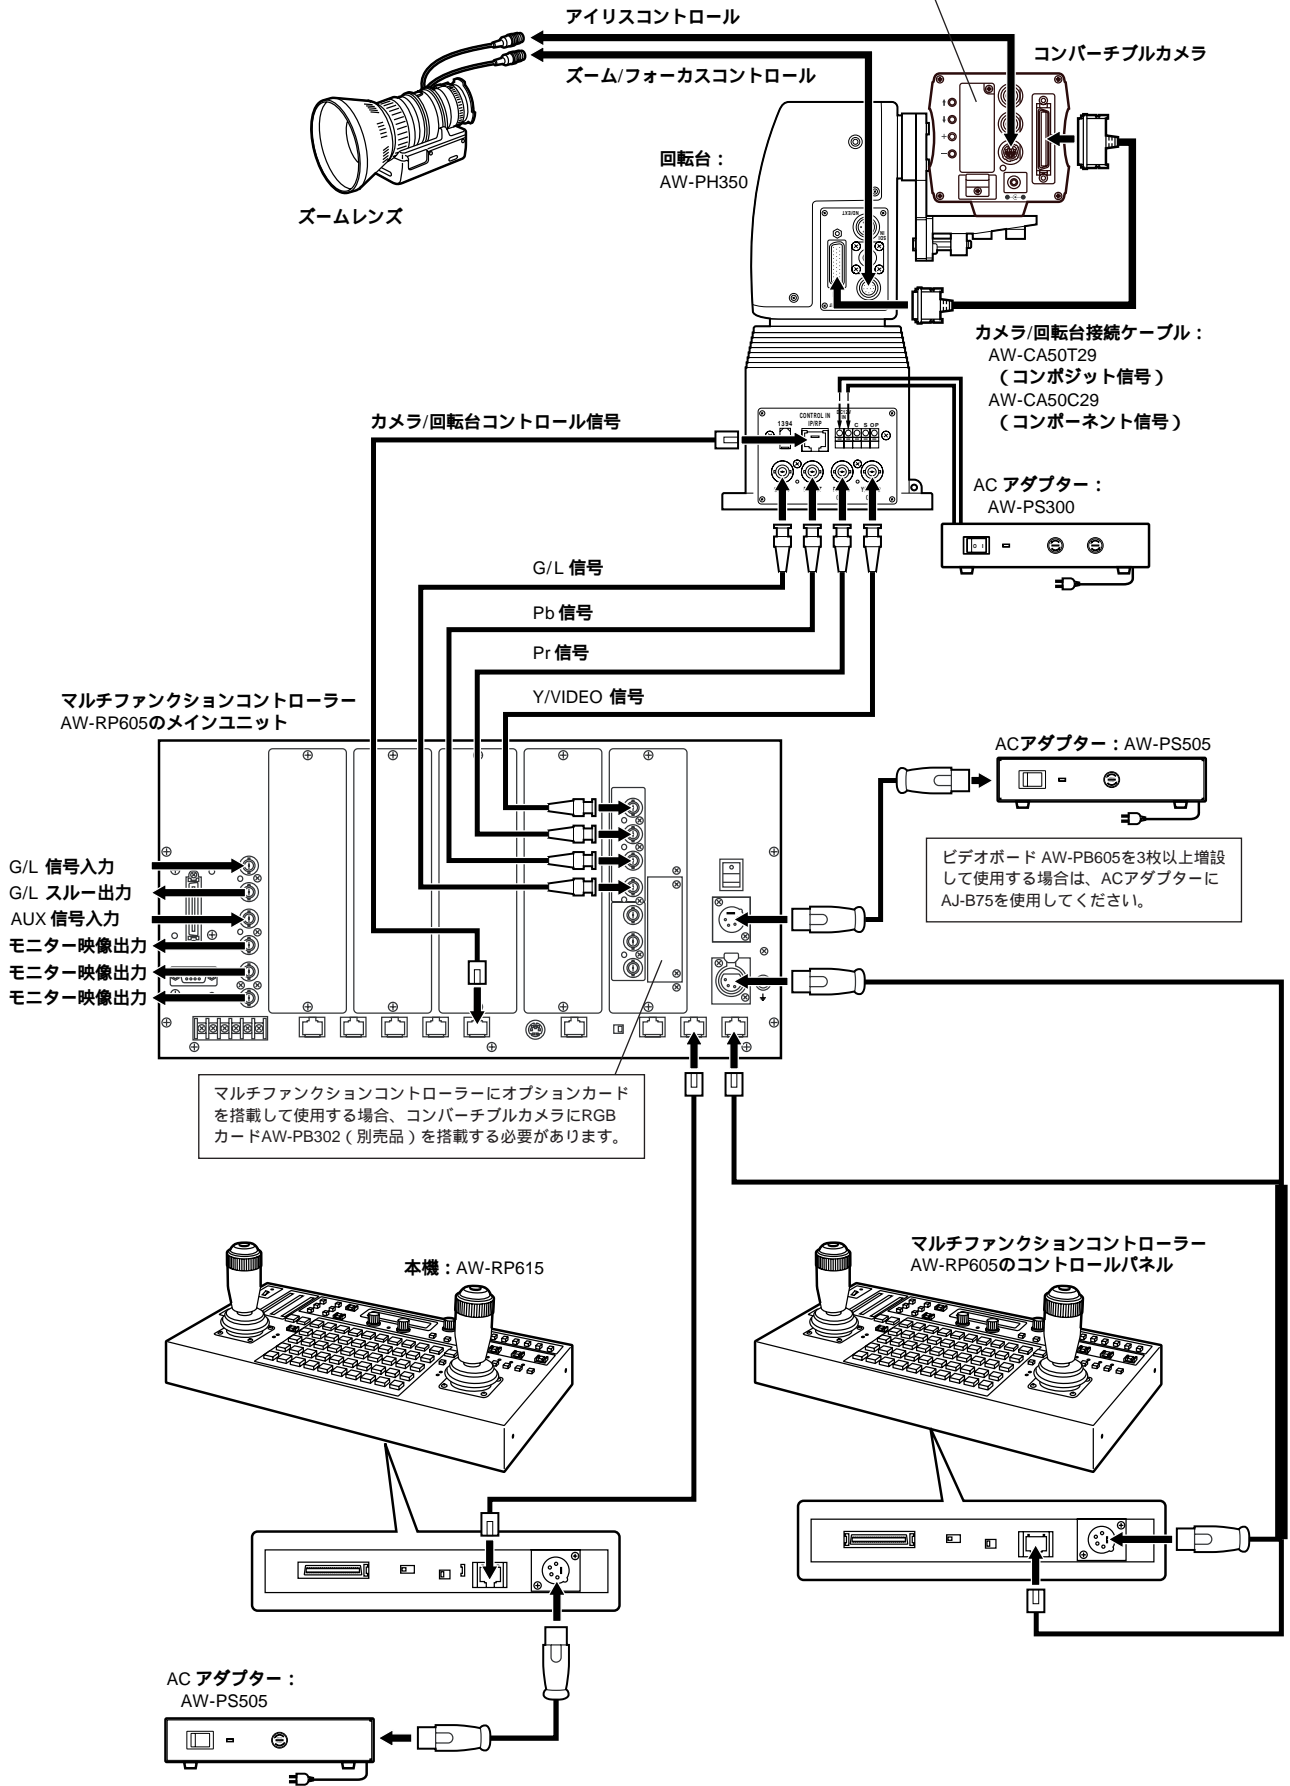 アイリスコントロール
コンバーチブルカメラ
ズーム/フォーカスコントロール
回転台：
AW-PH350
ズームレンズ
カメラ/回転台接続ケーブル：
AW-CA50T29
（コンポジット信号）
AW-CA50C29
（コンポーネント信号）
カメラ/回転台コントロール信号
1394
CONTROL IN
IP/RP
DC12V
IN
C S OP
AC アダプター：
AW-PS300
G/L 信号
Pb 信号
Pr 信号
Y/VIDEO 信号
マルチファンクションコントローラー
AW-RP605のメインユニット
ACアダプター：AW-PS505
ビデオボード AW-PB605を3枚以上増設
して使用する場合は、ACアダプターに
AJ-B75を使用してください。
G/L 信号入力
G/L スルー出力
AUX 信号入力
モニター映像出力
モニター映像出力
モニター映像出力
マルチファンクションコントローラーにオプションカード
を搭載して使用する場合、コンバーチブルカメラにRGB
カードAW-PB302（別売品）を搭載する必要があります。
本機：AW-RP615
マルチファンクションコントローラー
AW-RP605のコントロールパネル
AC アダプター：
AW-PS505